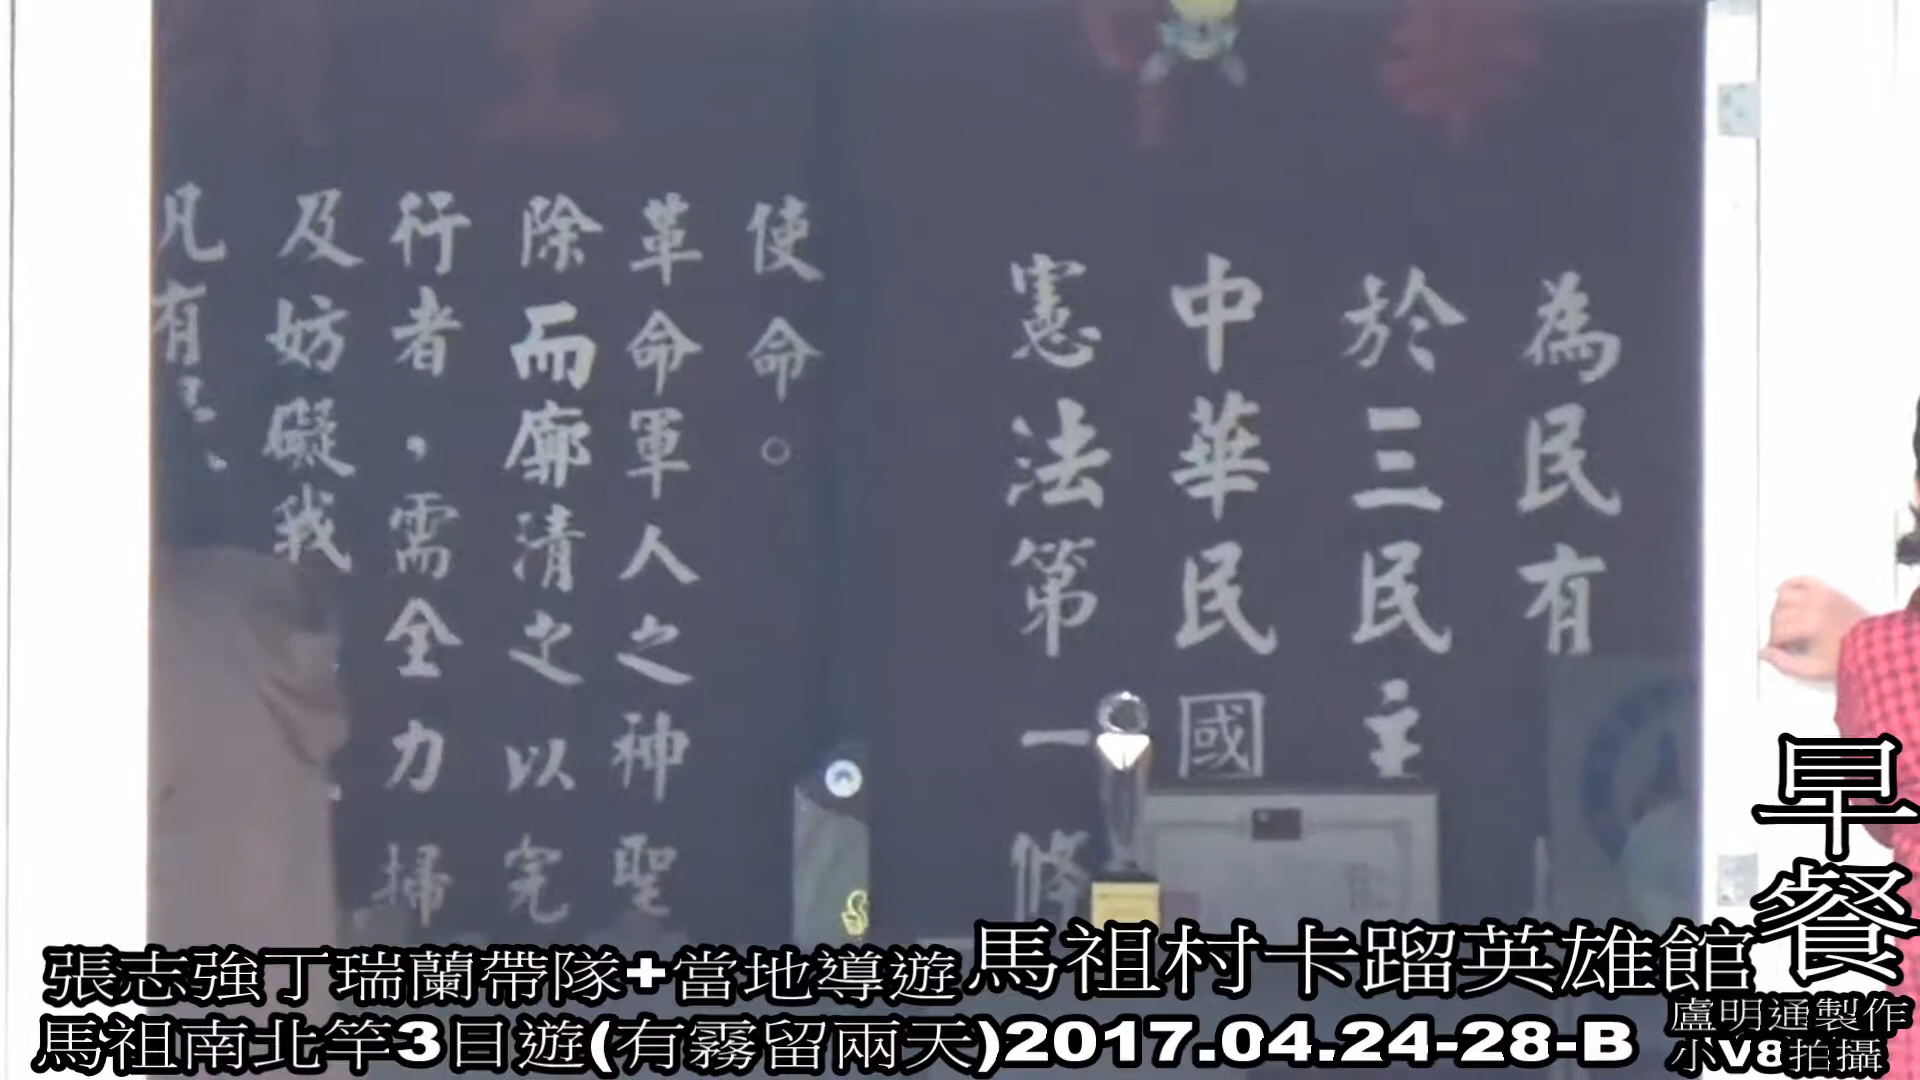 凡有
及妨礙我
行者，需全力掃
除而廓清之以完
革命軍人之神聖
使命。
憲法第一條
中華民國
於三民主
為民有
早餐
張志強丁瑞蘭帶隊+當地導遊馬祖村卡蹓英雄館
馬祖南北竿3日遊(有霧留兩天)2017.04.24-28-B
盧明通製作
小V8拍攝